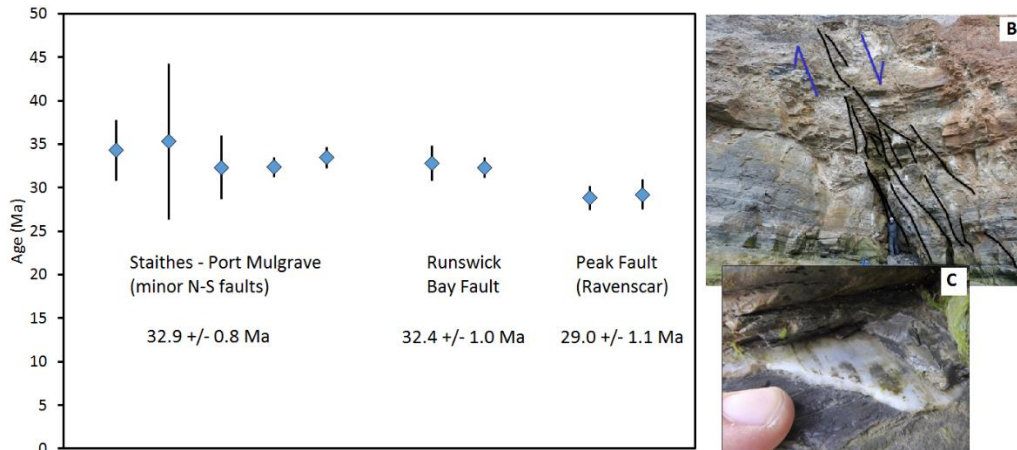 50
45
40
35
30
25
20
15
10
5
0
Age (Ma)
Staithes - Port Mulgrave
(minor N-S faults)
32.9 +/- 0.8 Ma
Runswick
Bay Fault
32.4 +/- 1.0 Ma
Peak Fault
(Ravenscar)
29.0 +/- 1.1 Ma
B
C